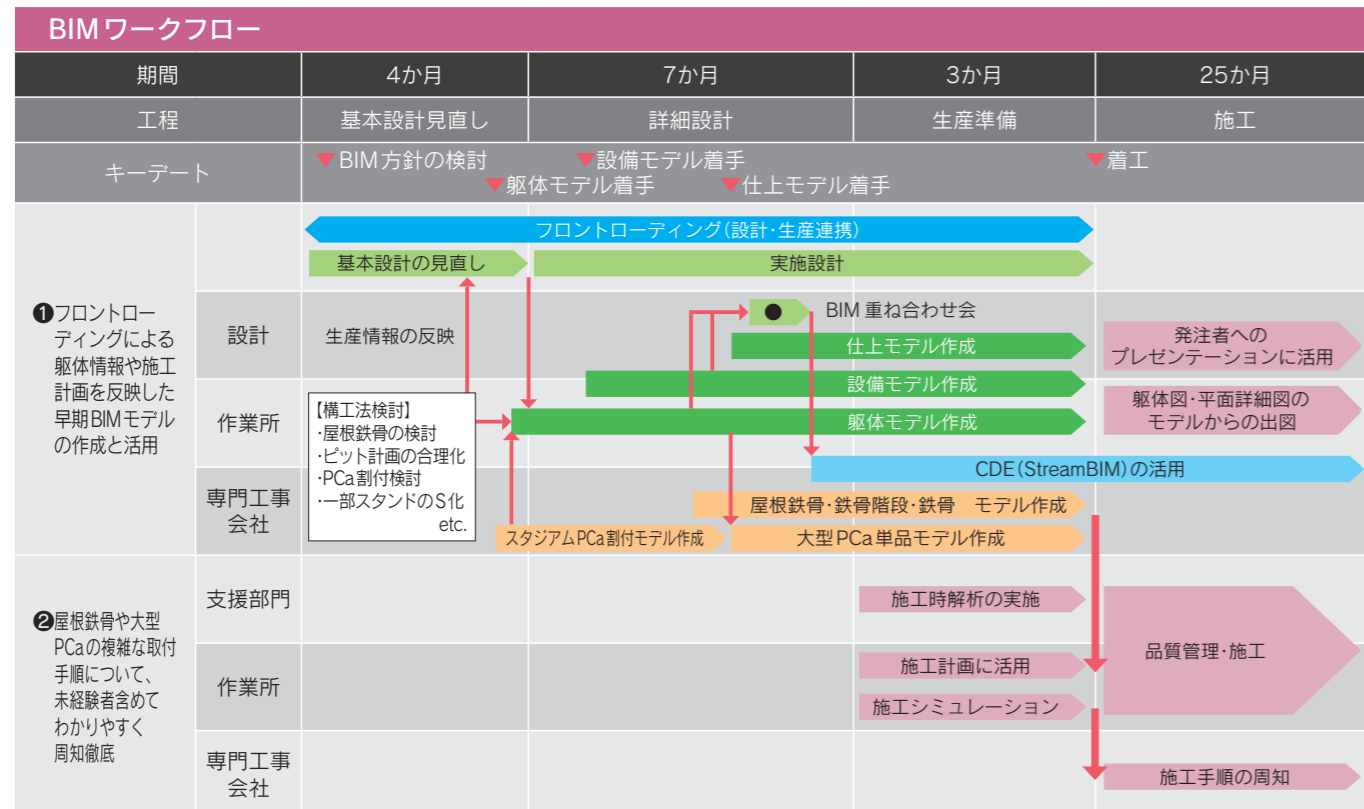 BIMワークフロー
期間
4か月
7か月
3か月
25か月
工程
基本設計見直し
詳細設計
生産準備
施工
キーデート
▼BIM方針の検討
▼設備モデル着手
▼着工
▼躯体モデル着手
▼仕上モデル着手
❶フロントロー
ディングによる
躯体情報や施工
計画を反映した
早期BIMモデル
の作成と活用
フロントローディング(設計・生産連携)
基本設計の見直し
実施設計
設計
生産情報の反映
●
BIM 重ね合わせ会
仕上モデル作成
設備モデル作成
発注者への
プレゼンテーションに活用
作業所
【構工法検討】
・屋根鉄骨の検討
・ピット計画の合理化
・PCa割付検討
・一部スタンドのS化
etc.
躯体モデル作成
躯体図・平面詳細図の
モデルからの出図
CDE(StreamBIM)の活用
専門工事
会社
屋根鉄骨・鉄骨階段・鉄骨　モデル作成
スタジアムPCa割付モデル作成
大型PCa単品モデル作成
❷屋根鉄骨や大型
PCaの複雑な取付
手順について、
未経験者含めて
わかりやすく
周知徹底
支援部門
施工時解析の実施
品質管理・施工
作業所
施工計画に活用
施工シミュレーション
専門工事
会社
施工手順の周知